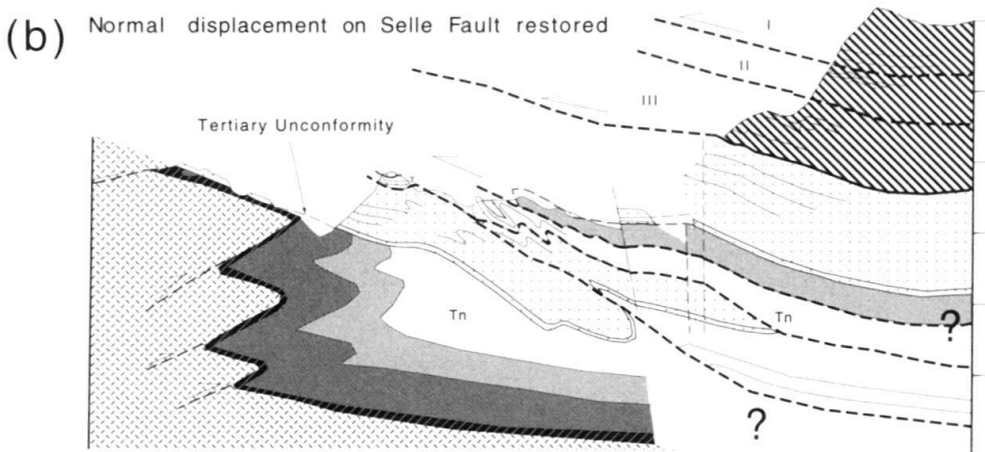 (b) Normal displacement on Selle Fault restored
I
II
III
Tertiary Unconformity
Tn
Tn
?
?